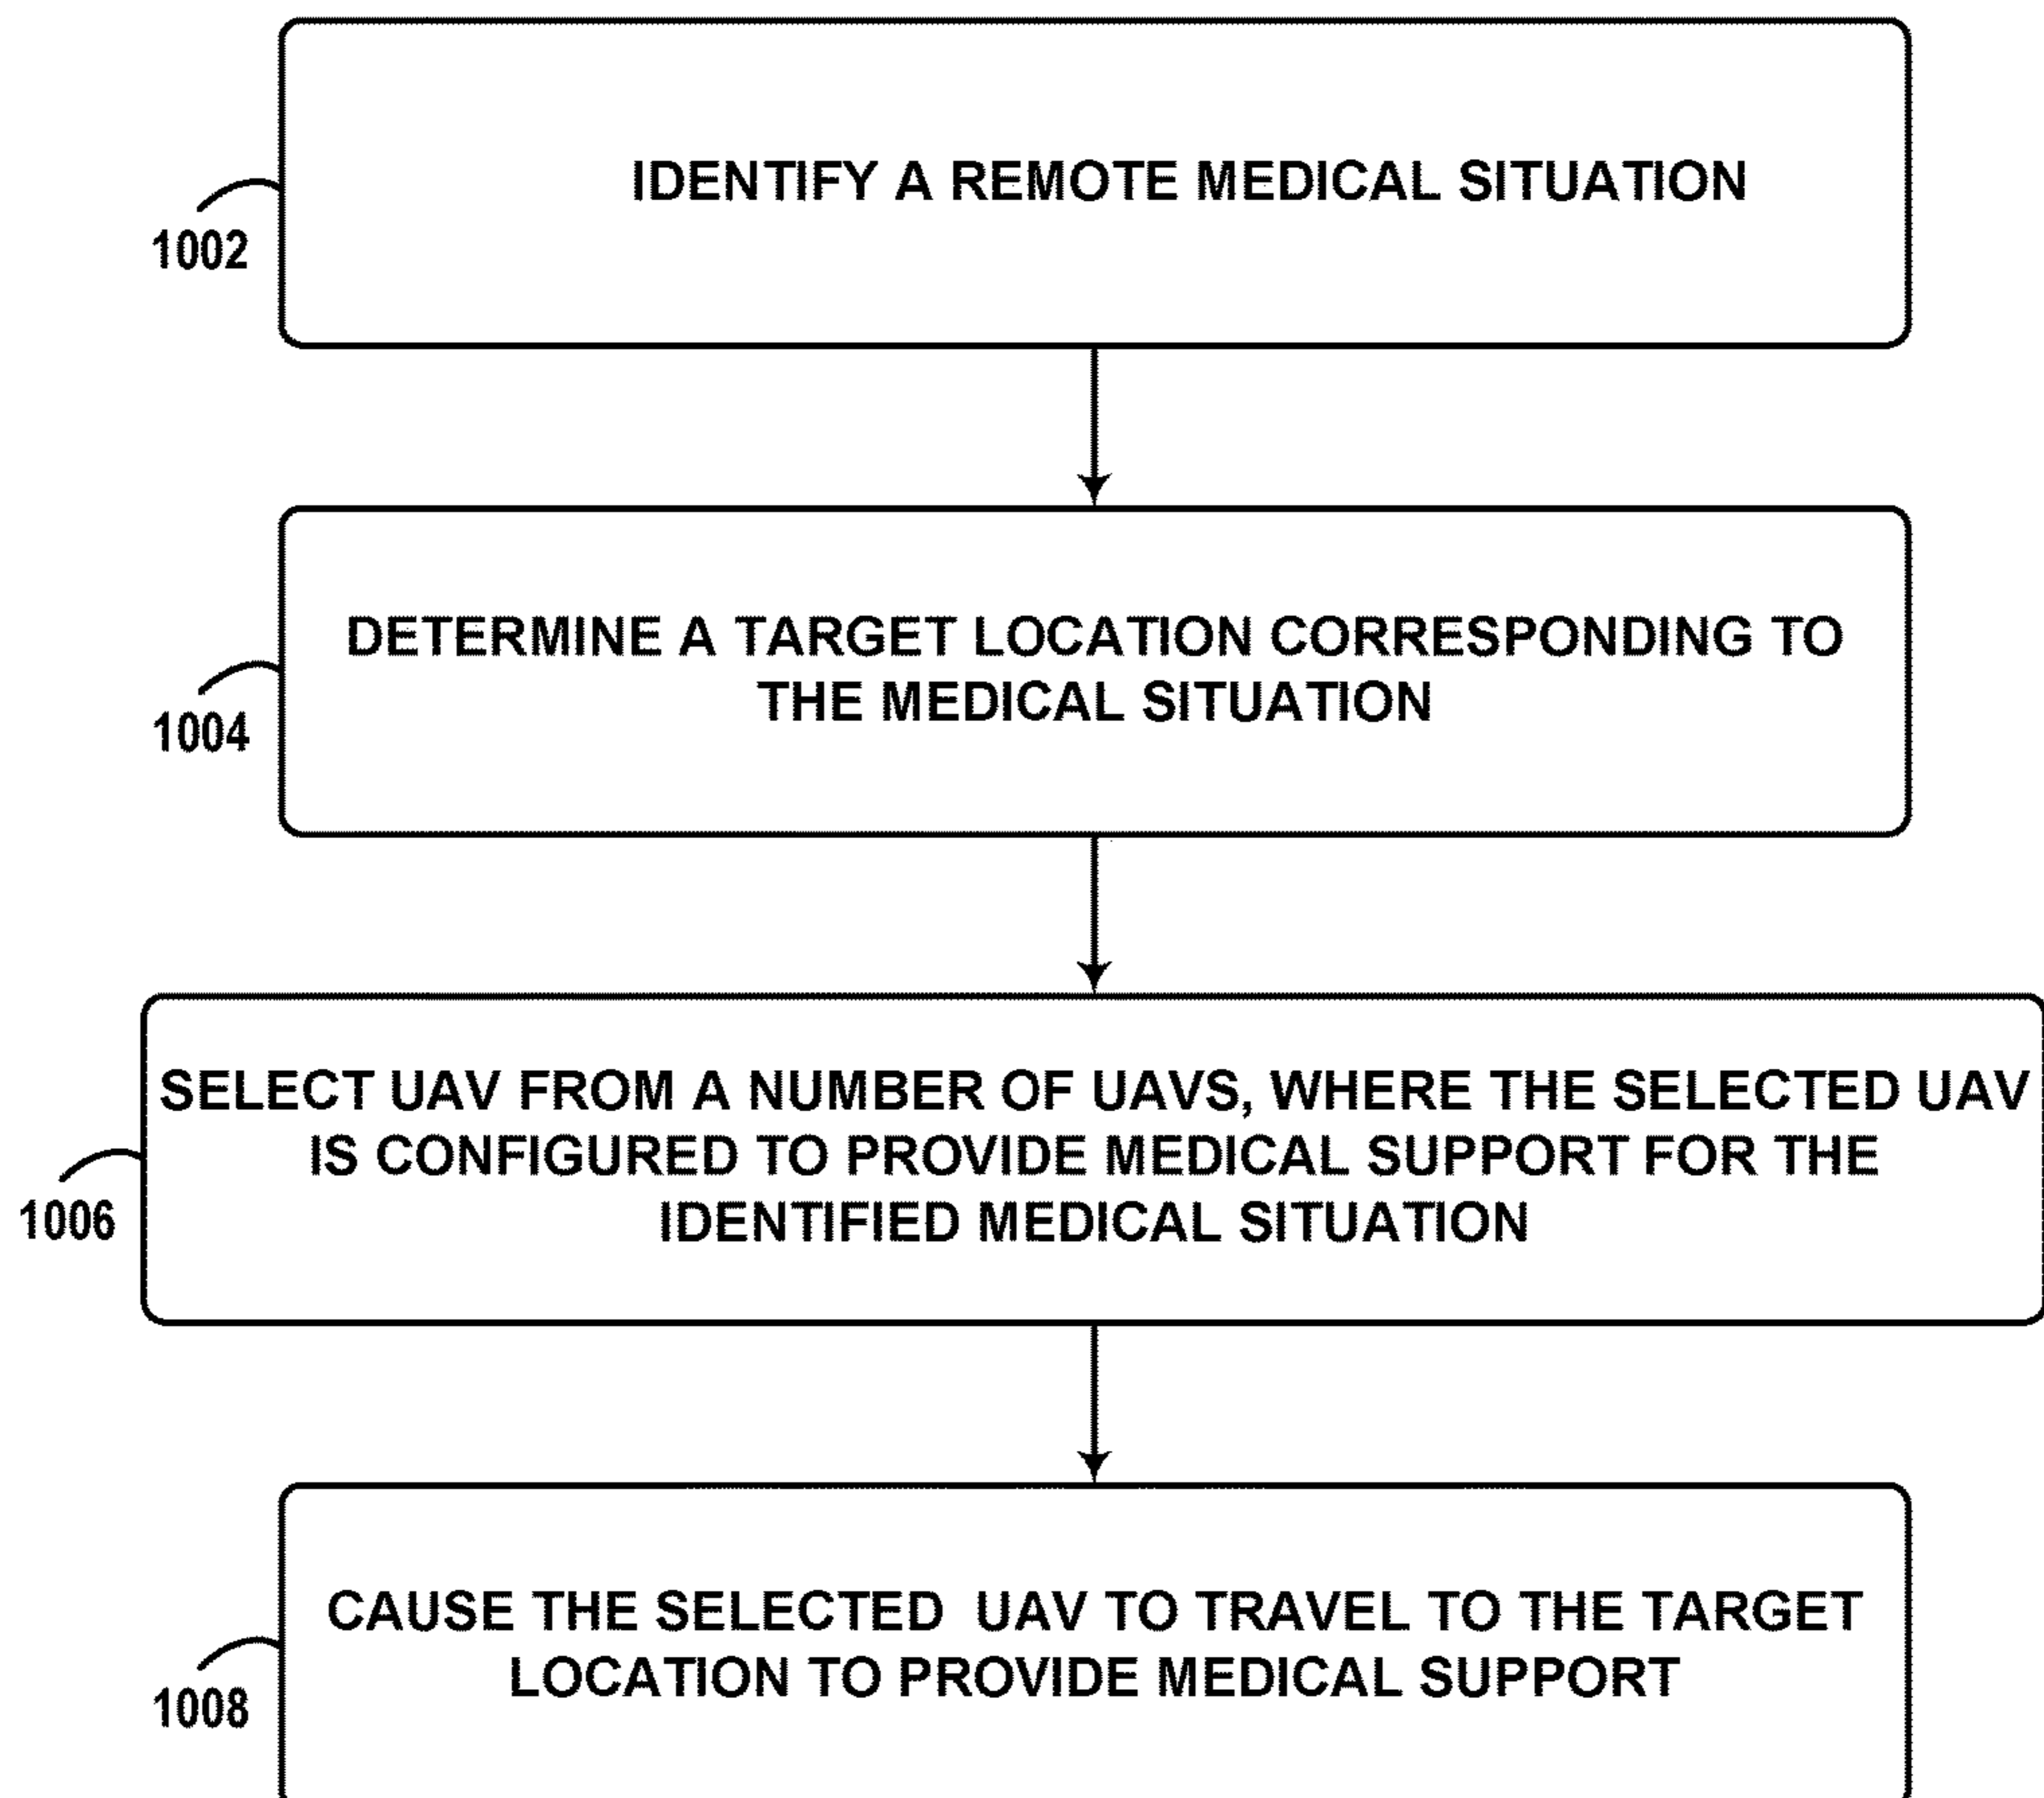 IDENTIFY A REMOTE MEDICAL SITUATION
1002
DETERMINE A TARGET LOCATION CORRESPONDING TO
THE MEDICAL SITUATION
1004
SELECT UAV FROM A NUMBER OF UAVS, WHERE THE SELECTED UAV
IS CONFIGURED TO PROVIDE MEDICAL SUPPORT FOR THE
IDENTIFIED MEDICAL SITUATION
1006
CAUSE THE SELECTED UAV TO TRAVEL TO THE TARGET
LOCATION TO PROVIDE MEDICAL SUPPORT
1008